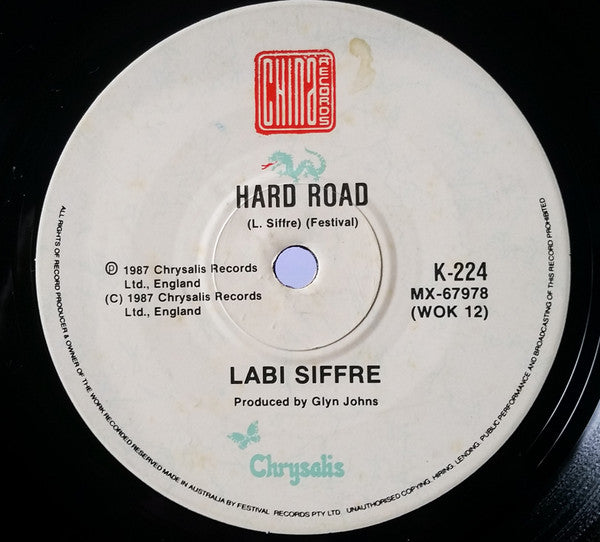 CHINA RECORDS
HARD ROAD
(L. Siffre) (Festival)
Ⓟ 1987 Chrysalis Records
Ltd., England
(C) 1987 Chrysalis Records
Ltd., England
K-224
MX-67978
(WOK 12)
LABI SIFFRE
Produced by Glyn Johns
Chrysalis
ALL RIGHTS OF RECORD PRODUCER & OWNER OF THE WORK RECORDED RESERVED MADE IN AUSTRALIA BY FESTIVAL RECORDS PTY LTD. UNAUTHORISED COPYING, HIRING, LENDING, PUBLIC PERFORMANCE AND BROADCASTING OF THIS RECORD PROHIBITED